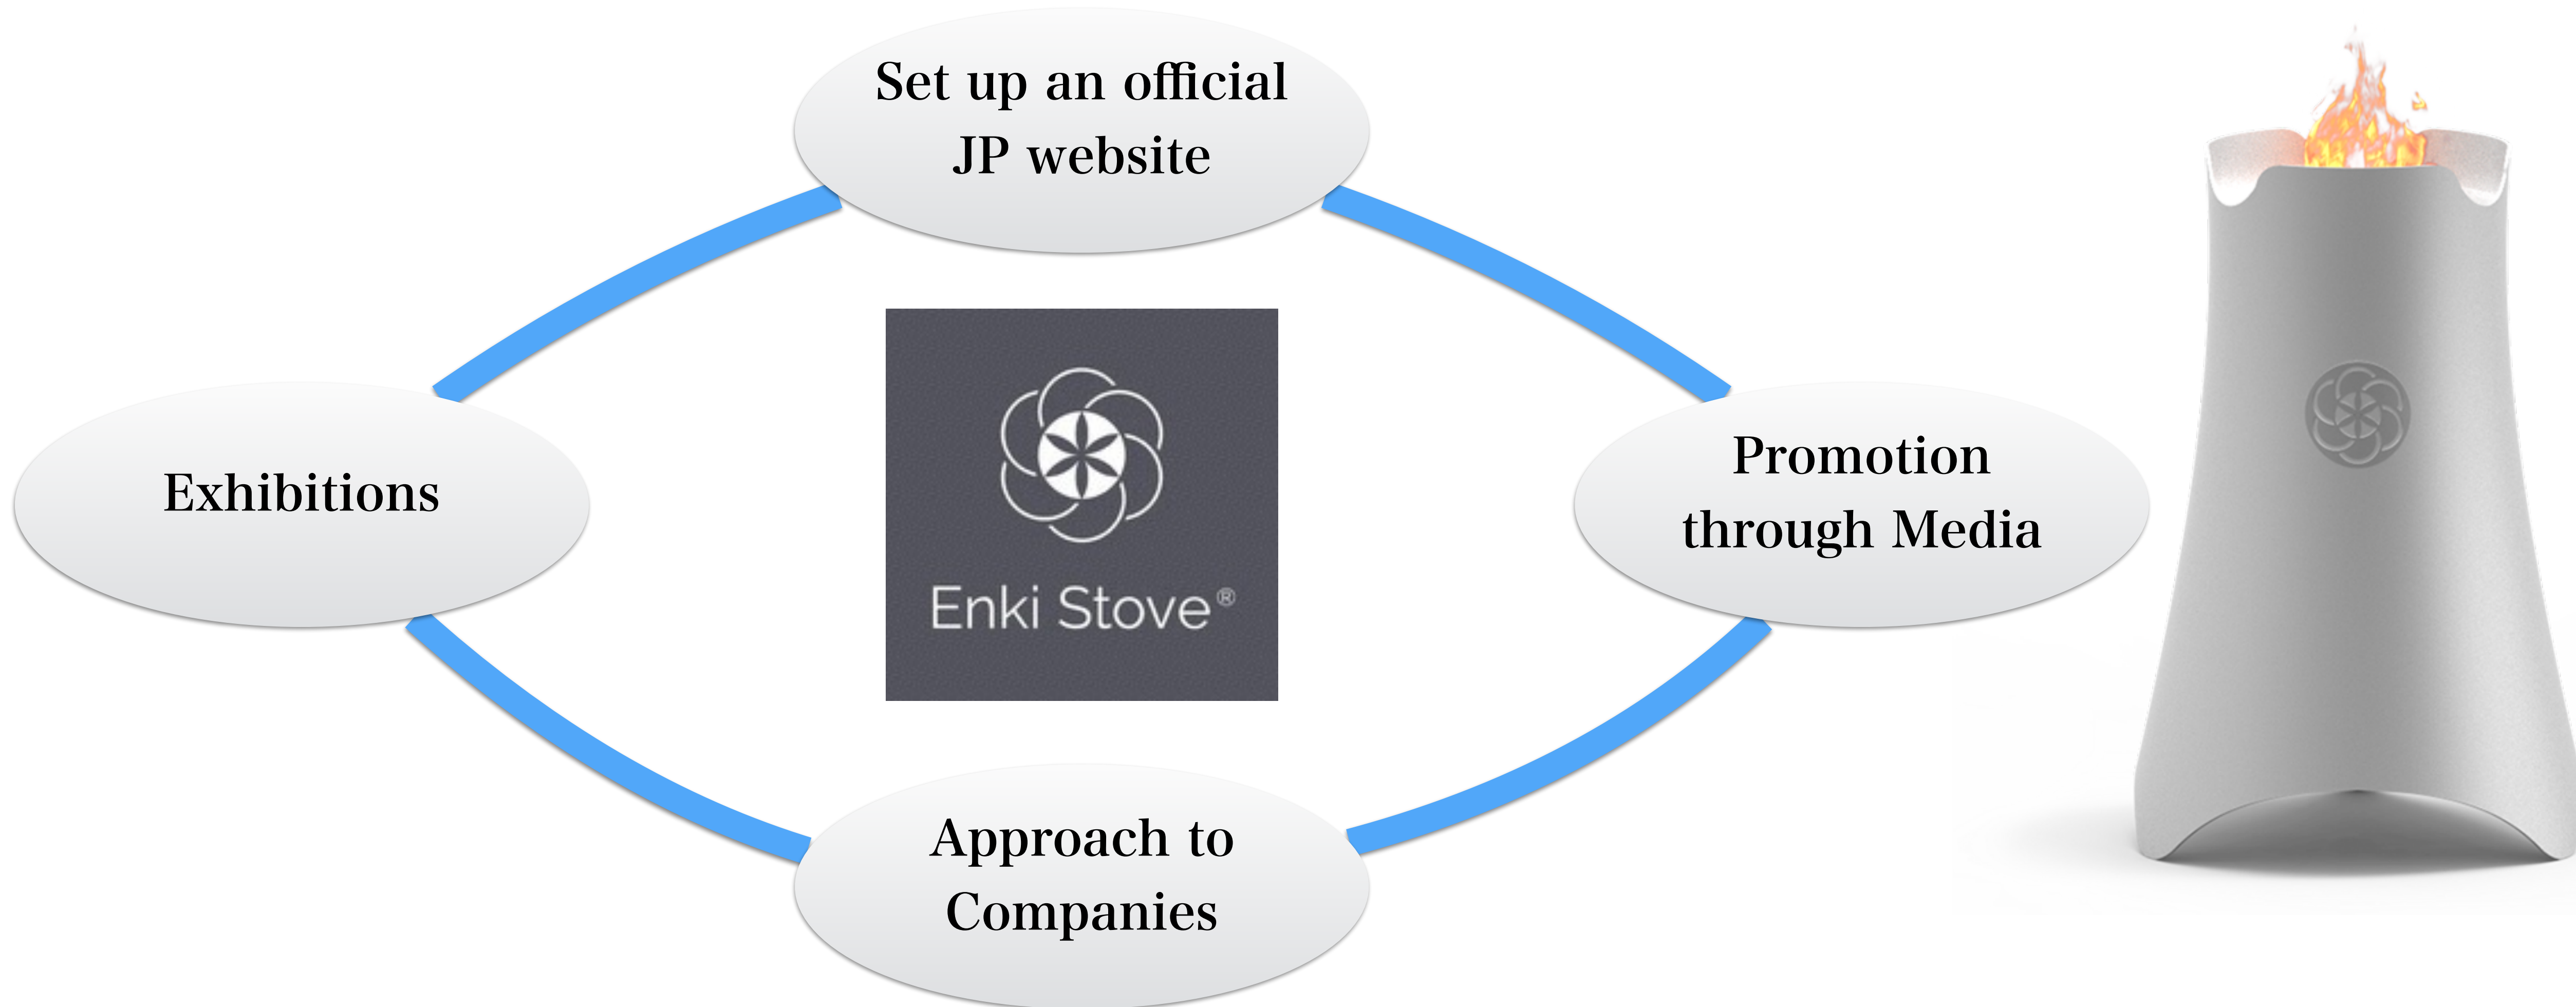 Set up an official
JP website
Exhibitions
Promotion
through Media
Enki Stove®
Approach to
Companies